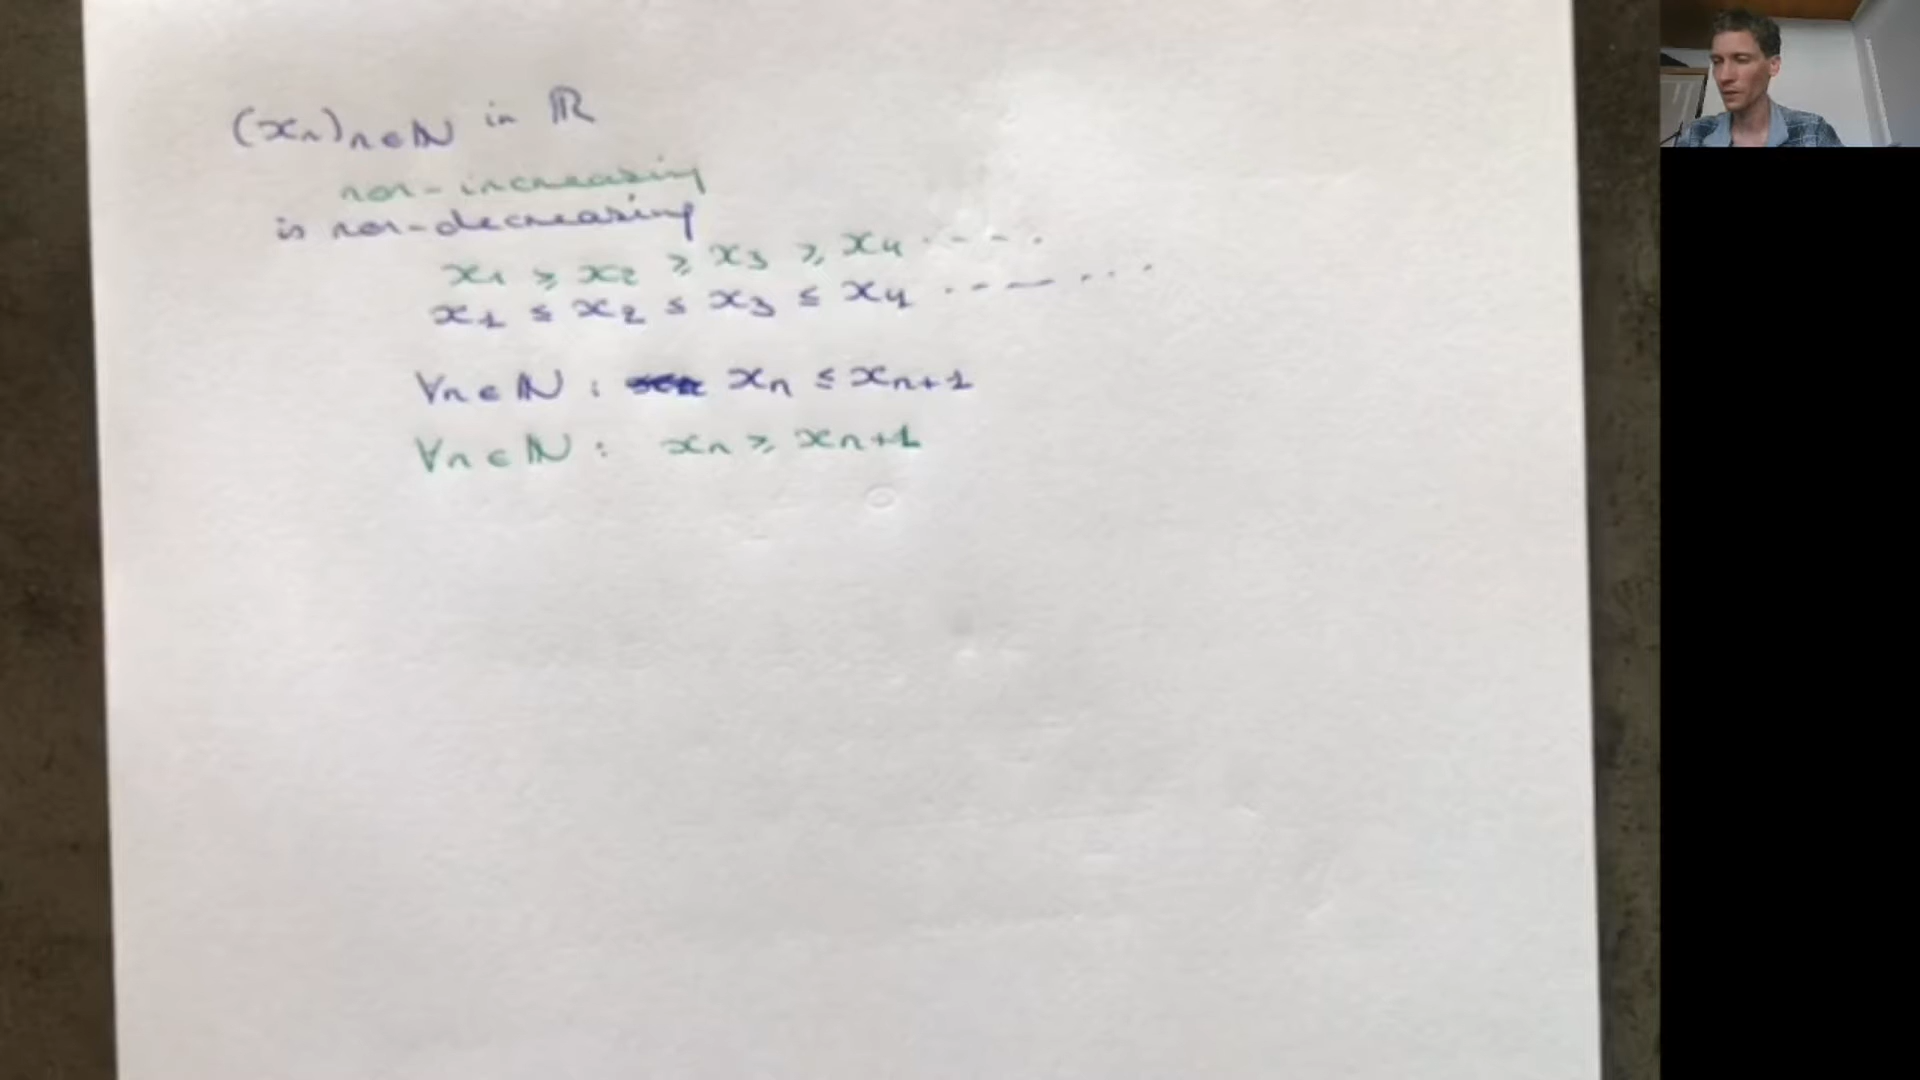 (xₙ)ₙ∈ℕ in ℝ
non-increasing
is non-decreasing
x₁ ⩾ x₂ ⩾ x₃ ⩾ x₄ ----.
x₁ ≤ x₂ ≤ x₃ ≤ x₄ .-—-...
∀n∈ℕ : xₙ ≤ xₙ₊₁
∀n∈ℕ : xₙ ⩾ xₙ₊₁